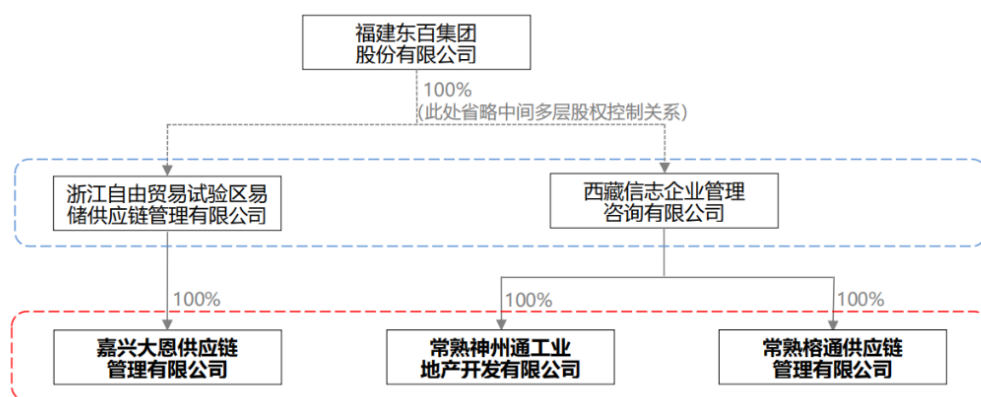 福建东百集团
股份有限公司
100%
(此处省略中间多层股权控制关系)
浙江自由贸易试验区易
储供应链管理有限公司
西藏信志企业管理
咨询有限公司
100%
100%
100%
嘉兴大恩供应链
管理有限公司
常熟神州通工业
地产开发有限公司
常熟榕通供应链
管理有限公司